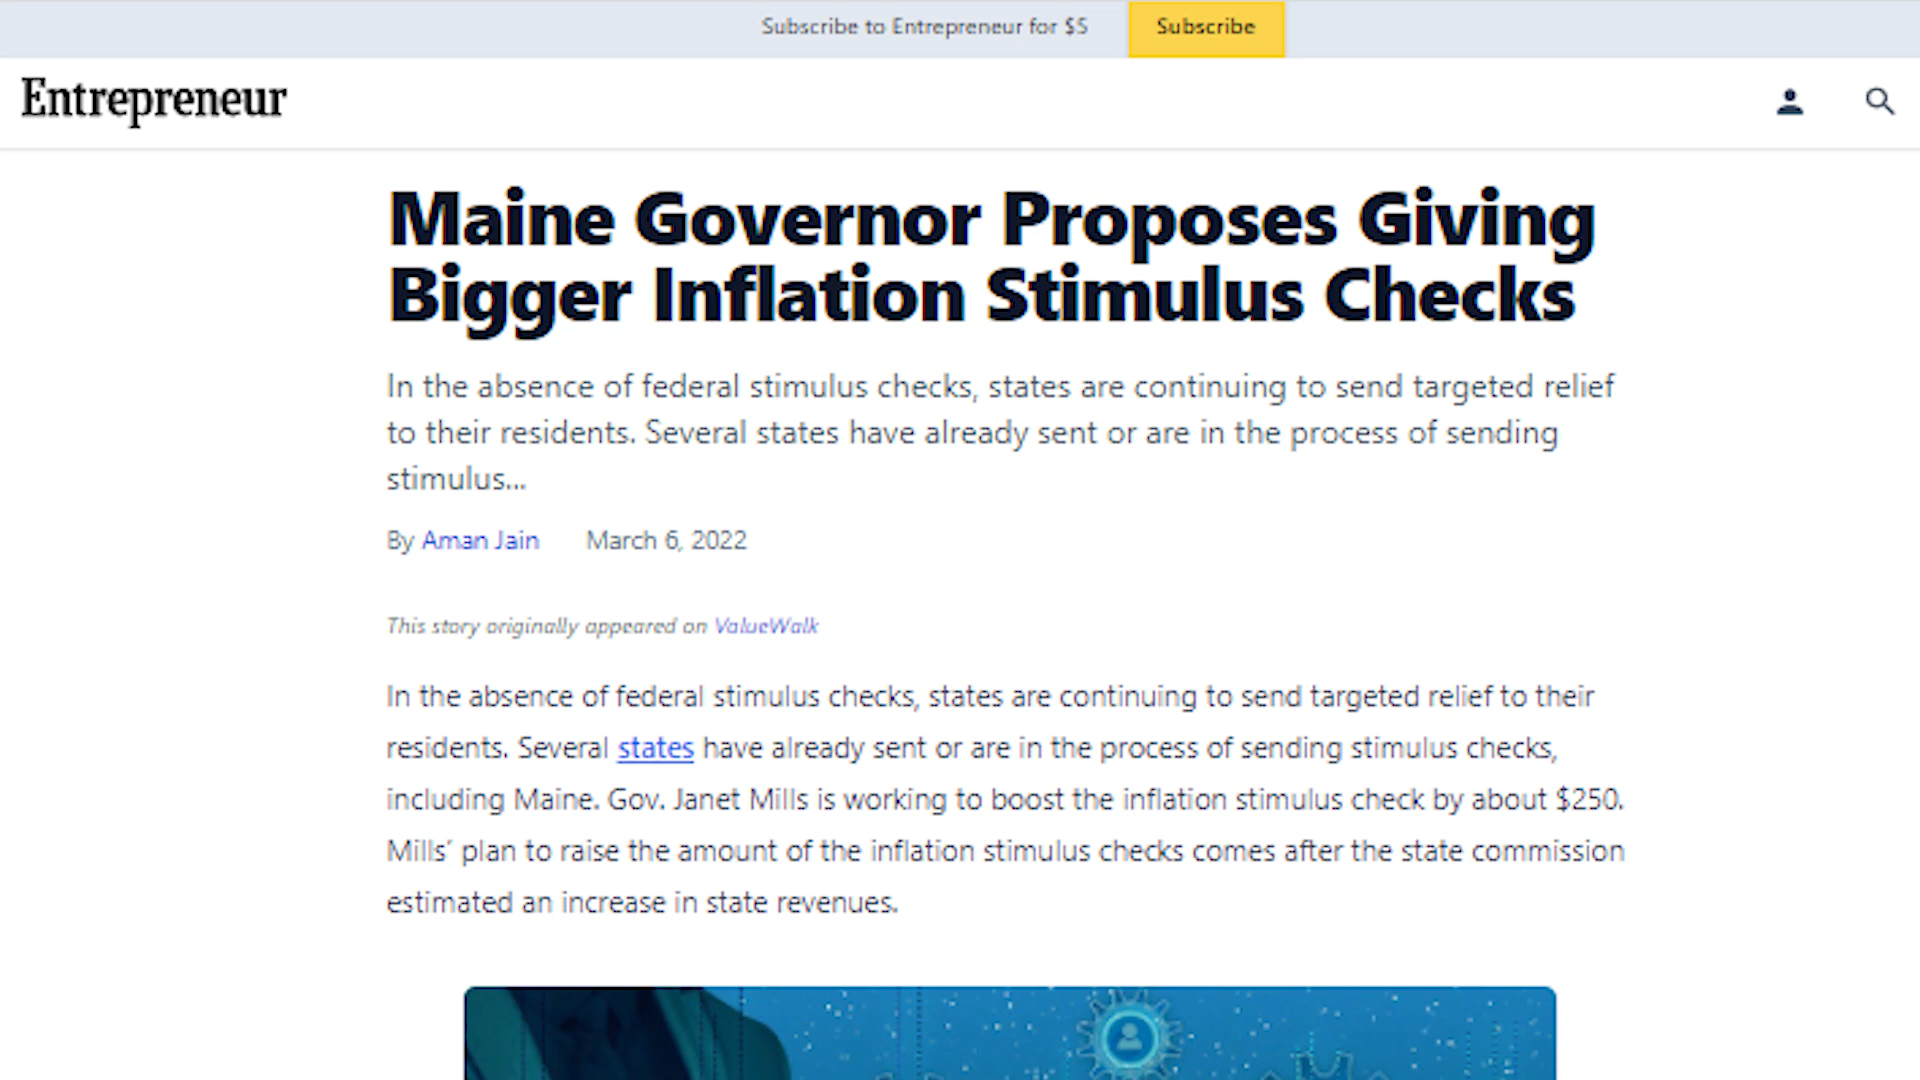 Subscribe to Entrepreneur for $5
Subscribe
Entrepreneur
Maine Governor Proposes Giving
Bigger Inflation Stimulus Checks
In the absence of federal stimulus checks, states are continuing to send targeted relief
to their residents. Several states have already sent or are in the process of sending
stimulus...
By Aman Jain March 6, 2022
This story originally appeared on ValueWalk
In the absence of federal stimulus checks, states are continuing to send targeted relief to their
residents. Several states have already sent or are in the process of sending stimulus checks,
including Maine. Gov. Janet Mills is working to boost the inflation stimulus check by about $250.
Mills´ plan to raise the amount of the inflation stimulus checks comes after the state commission
estimated an increase in state revenues.